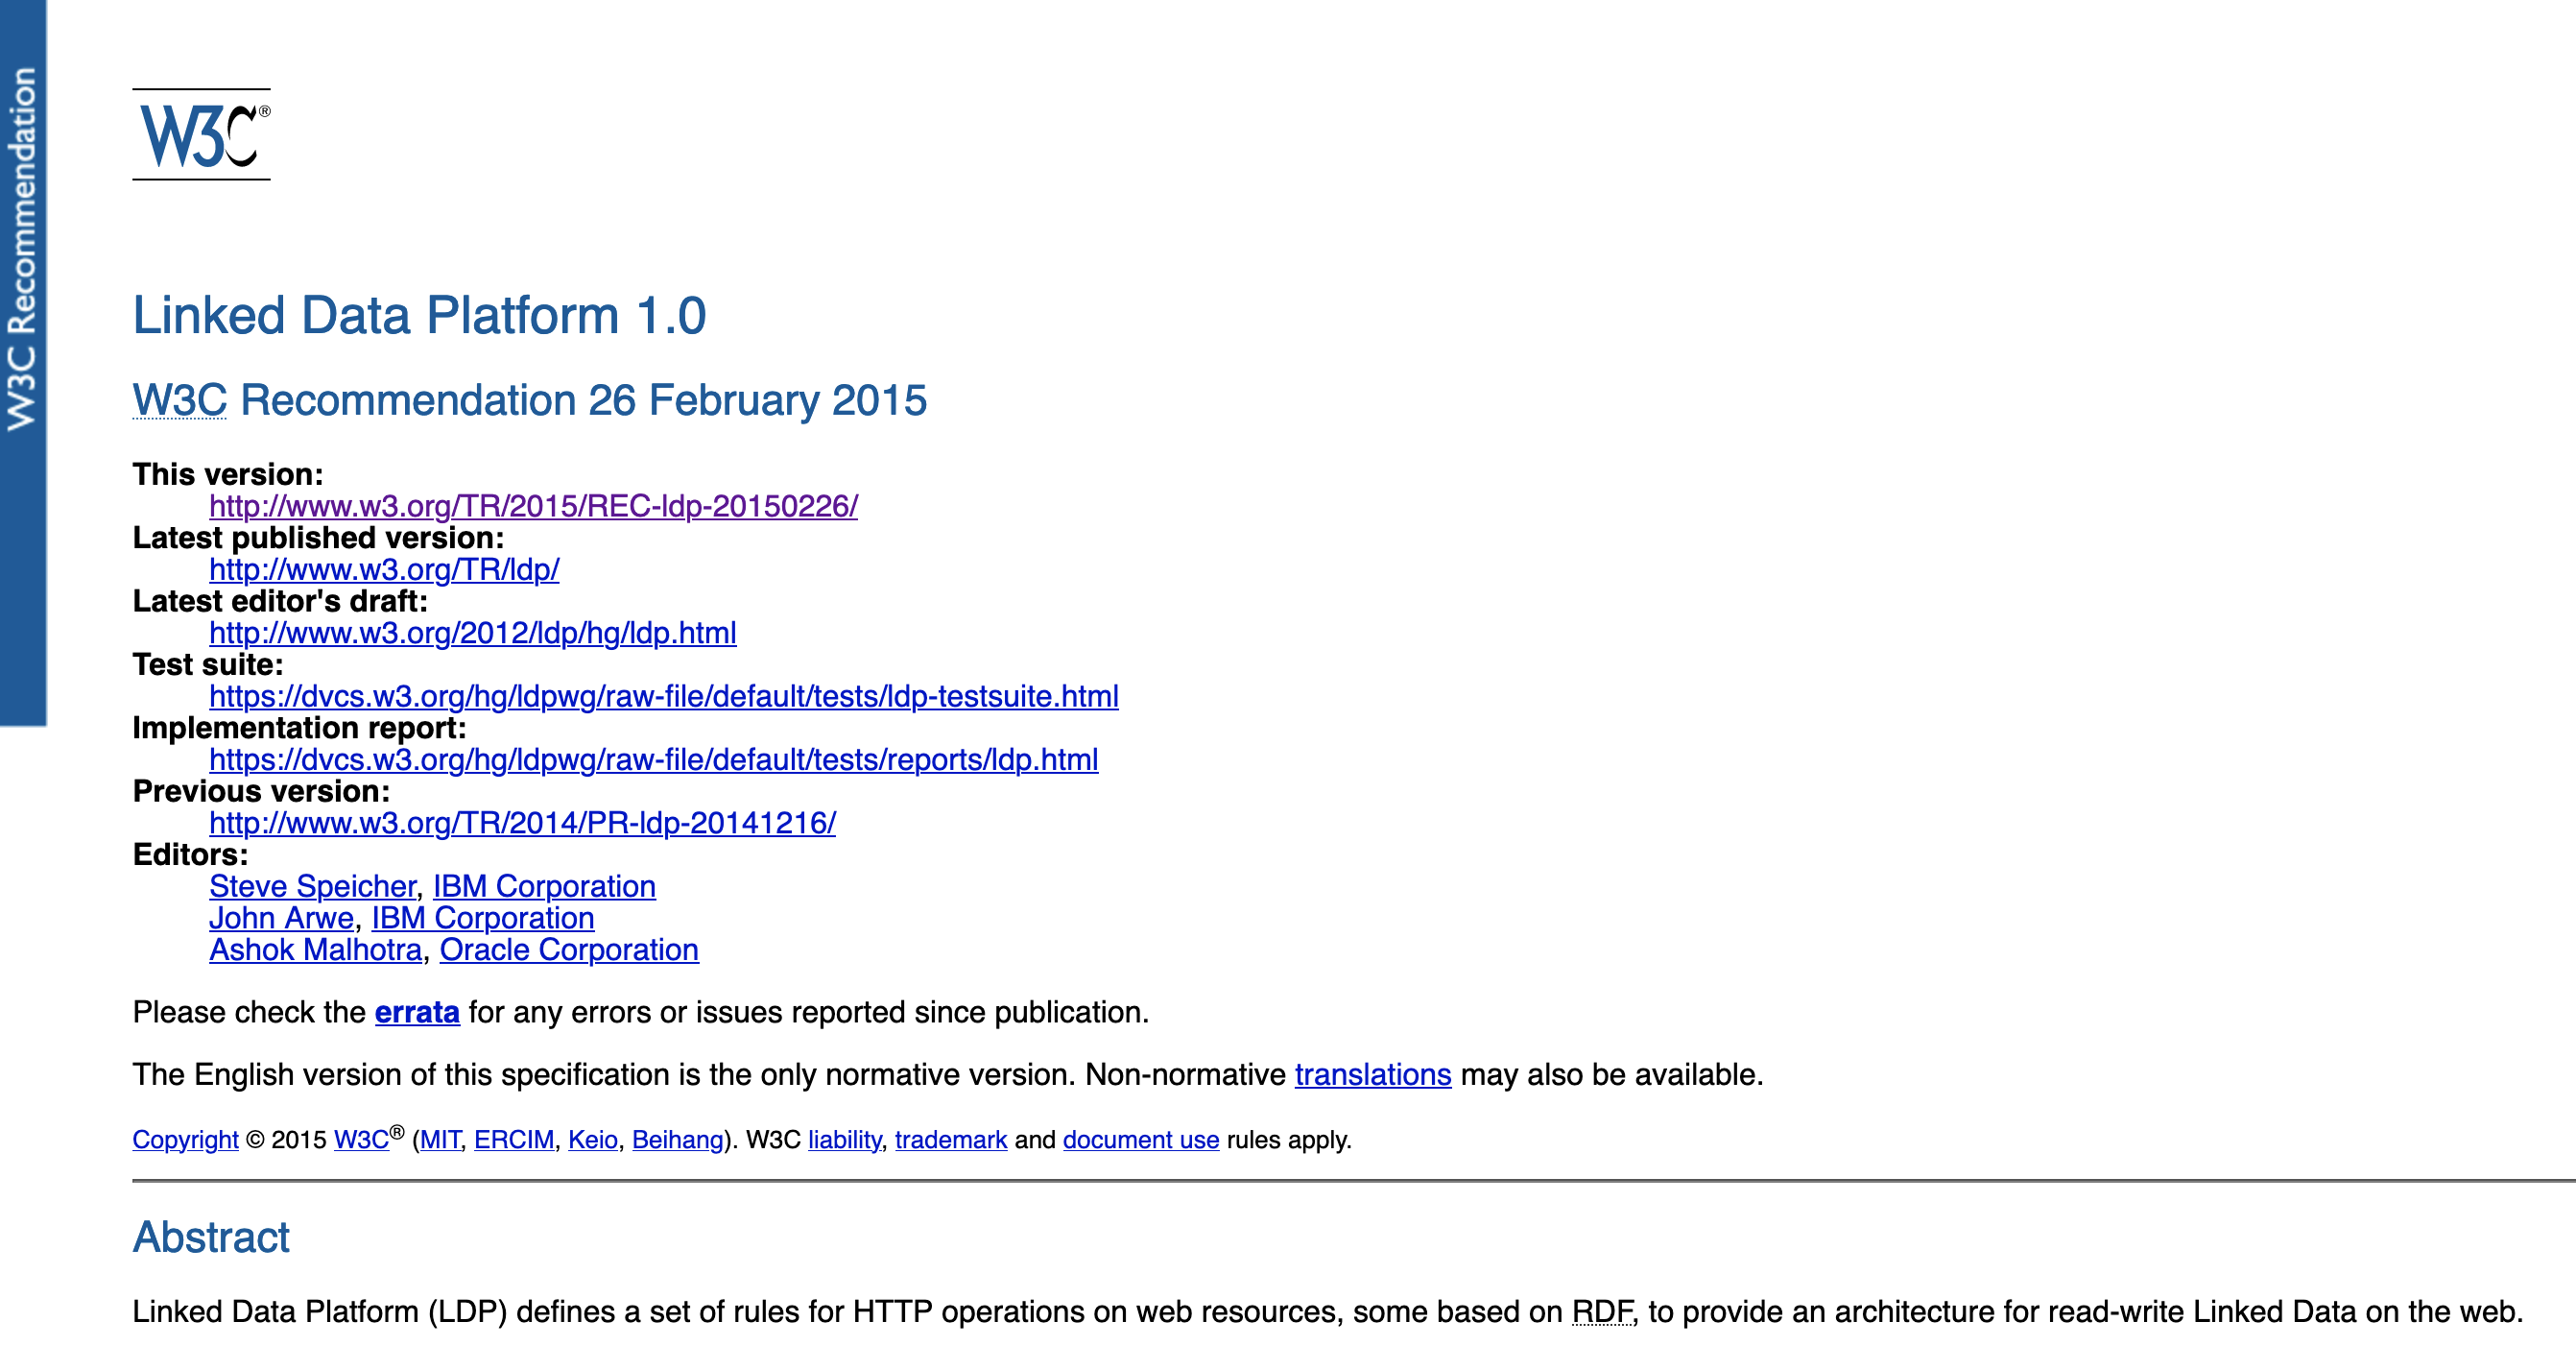 W3C Recommendation
W3C®
Linked Data Platform 1.0
W3C Recommendation 26 February 2015
This version:
http://www.w3.org/TR/2015/REC-ldp-20150226/
Latest published version:
http://www.w3.org/TR/ldp/
Latest editor's draft:
http://www.w3.org/2012/ldp/hg/ldp.html
Test suite:
https://dvcs.w3.org/hg/ldpwg/raw-file/default/tests/ldp-testsuite.html
Implementation report:
https://dvcs.w3.org/hg/ldpwg/raw-file/default/tests/reports/ldp.html
Previous version:
http://www.w3.org/TR/2014/PR-ldp-20141216/
Editors:
Steve Speicher, IBM Corporation
John Arwe, IBM Corporation
Ashok Malhotra, Oracle Corporation
Please check the errata for any errors or issues reported since publication.
The English version of this specification is the only normative version. Non-normative translations may also be available.
Copyright © 2015 W3C® (MIT, ERCIM, Keio, Beihang). W3C liability, trademark and document use rules apply.
Abstract
Linked Data Platform (LDP) defines a set of rules for HTTP operations on web resources, some based on RDF, to provide an architecture for read-write Linked Data on the web.